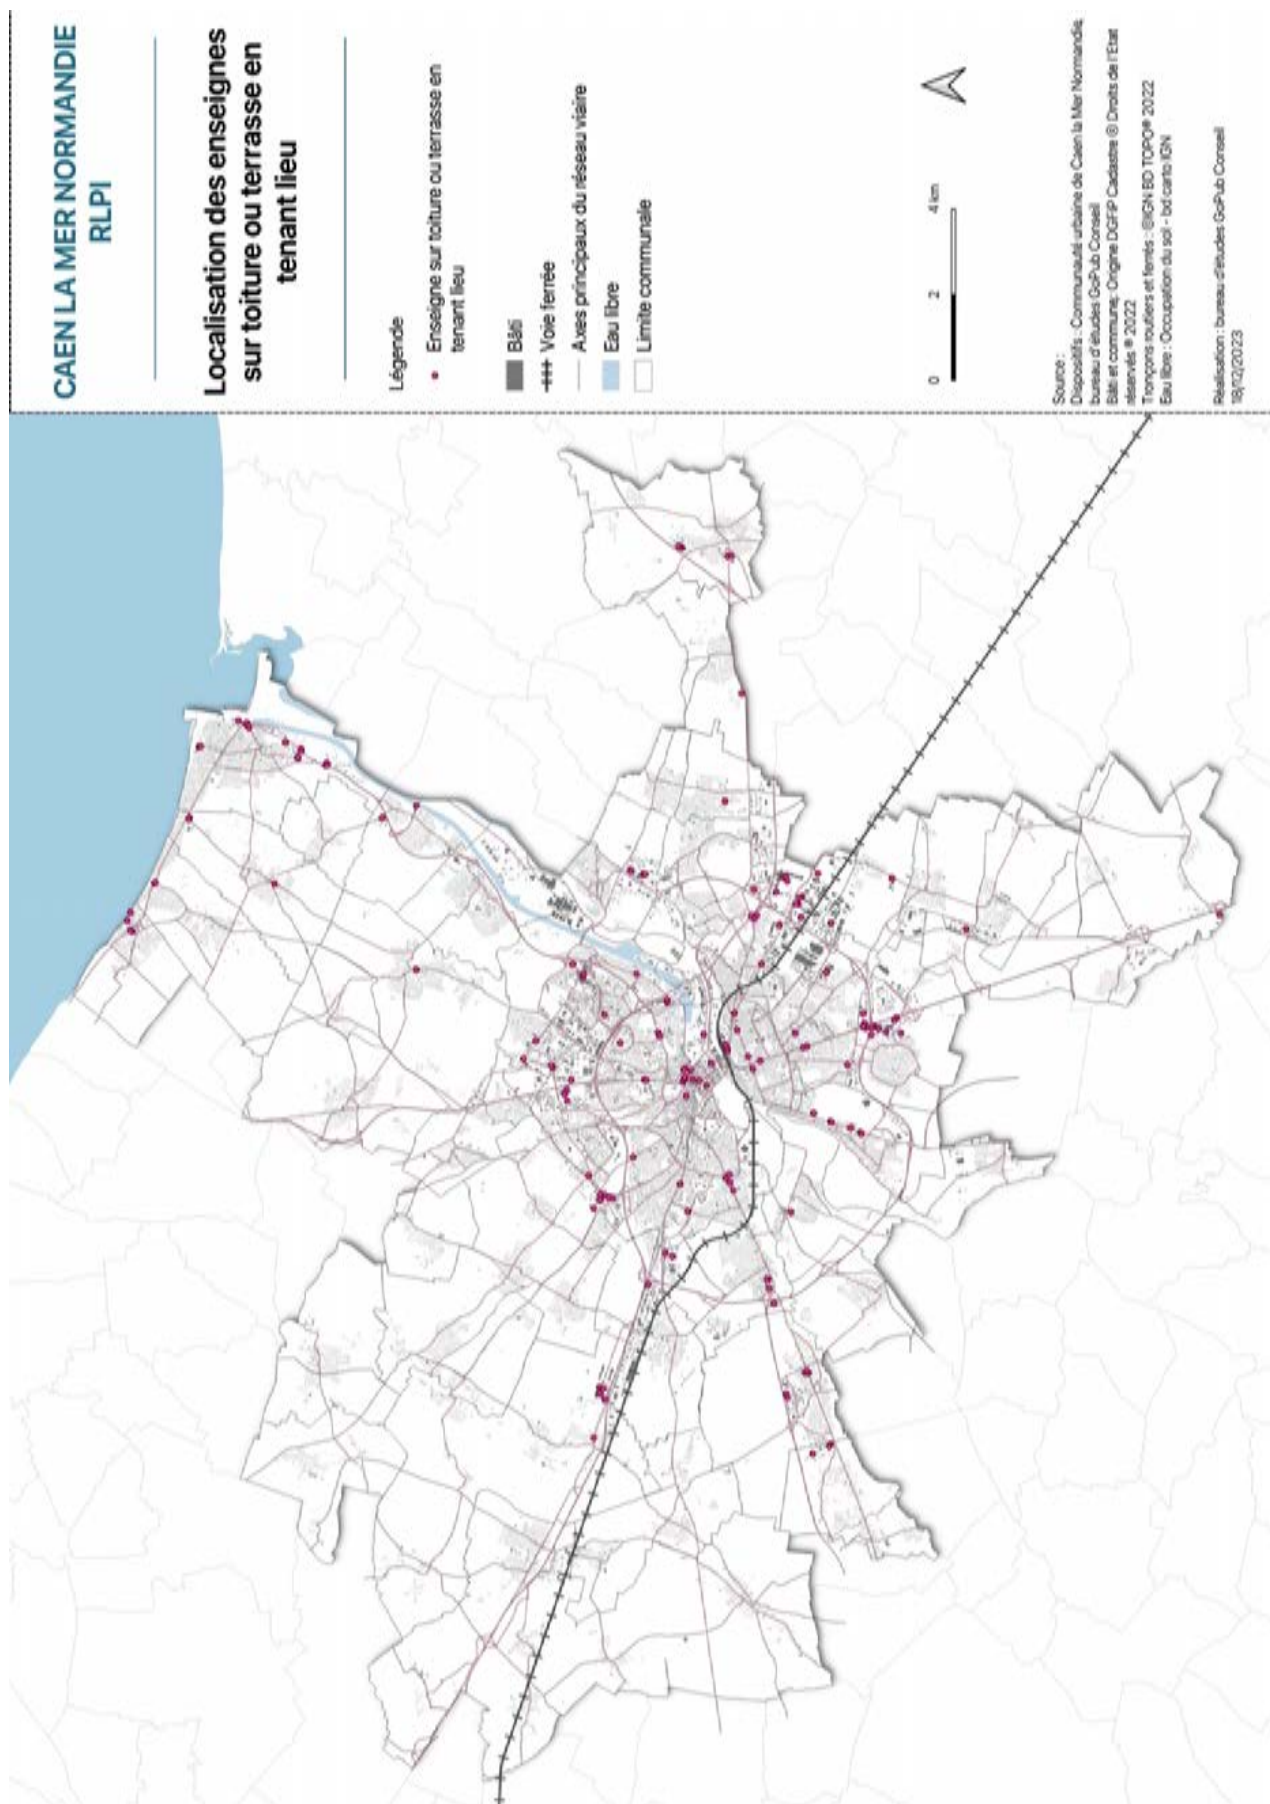 CAEN LA MER NORMANDIE
RLPI
Localisation des enseignes
sur toiture ou terrasse en
tenant lieu
Légende
Enseigne sur toiture ou terrasse en
tenant lieu
Bâti
Voie ferrée
Axes principaux du réseau viaire
Eau libre
Limite communale
0 2 4 km
Source :
Dispositifs : Communauté urbaine de Caen la Mer Normandie,
bureau d'études GoPub Conseil
Bâti et commune : Origine DGFiP Cadastre ® Droits de l'Etat
réservés ® 2022
Tronçons routiers et ferrés : ®IGN BD TOPO® 2022
Eau libre : Occupation du sol - bd carto IGN
Réalisation : bureau d'études GoPub Conseil
18/12/2023